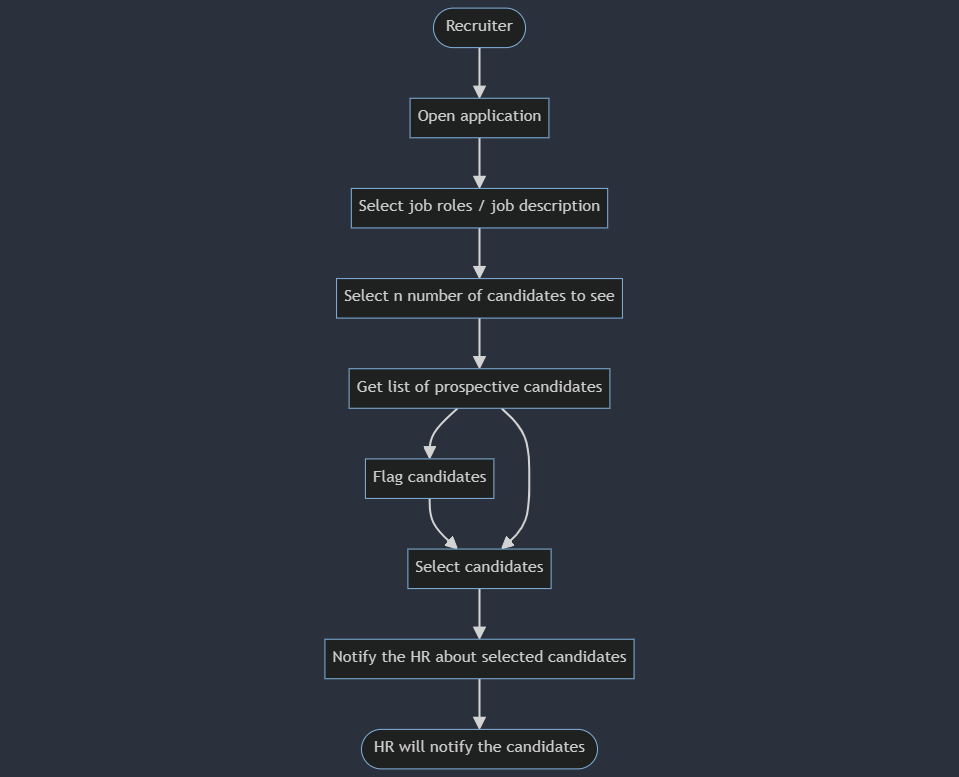 Recruiter
Open application
Select job roles / job description
Select n number of candidates to see
Get list of prospective candidates
Flag candidates
Select candidates
Notify the HR about selected candidates
HR will notify the candidates